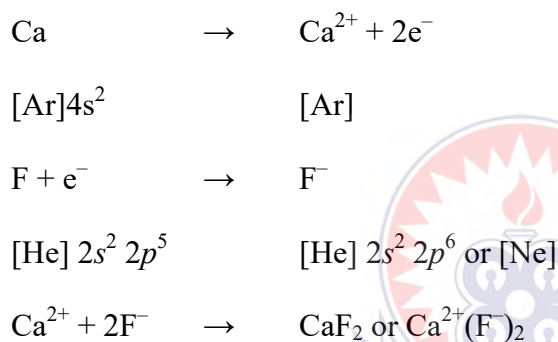 Ca → Ca²⁺ + 2e⁻
[Ar]4s² [Ar]
F + e⁻ → F⁻
[He] 2s² 2p⁵ [He] 2s² 2p⁶ or [Ne]
Ca²⁺ + 2F⁻ → CaF₂ or Ca²⁺(F⁻)₂